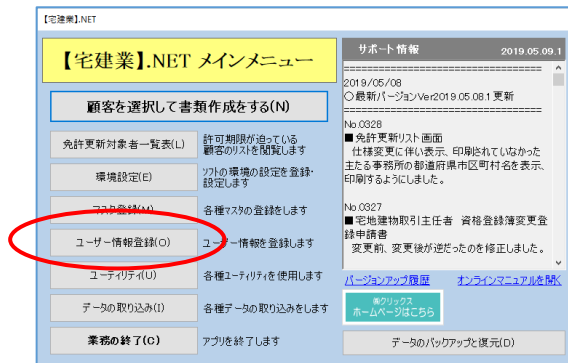 【宅建業】.NET
【宅建業】.NET メインメニュー
顧客を選択して書類作成をする(N)
免許更新対象者一覧表(L)
許可期限が迫っている
顧客のリストを閲覧します
環境設定(E)
ソフトの環境の設定を登録・
設定します
マスタ登録(M)
各種マスタの登録をします
ユーザー情報登録(O)
ユーザー情報を登録します
ユーティリティ(U)
各種ユーティリティを使用します
データの取り込み(I)
各種データの取り込みをします
業務の終了(C)
アプリを終了します
サポート情報
2019.05.09.1
==================================
2019/05/08
○最新バージョンVer2019.05.08.1更新
==================================
No.0328
■免許更新リスト画面
仕様変更に伴い表示、印刷されていなかった
主たる事務所の都道府県市区町村名を表示、
印刷するようにしました。
No.0327
■宅地建物取引主任者 資格登録簿変更登
録申請書
変更前、変更後が逆だったのを修正しました。
バージョンアップ履歴
オンラインマニュアルを開く
㈱クリックス
ホームページはこちら
データのバックアップと復元(D)